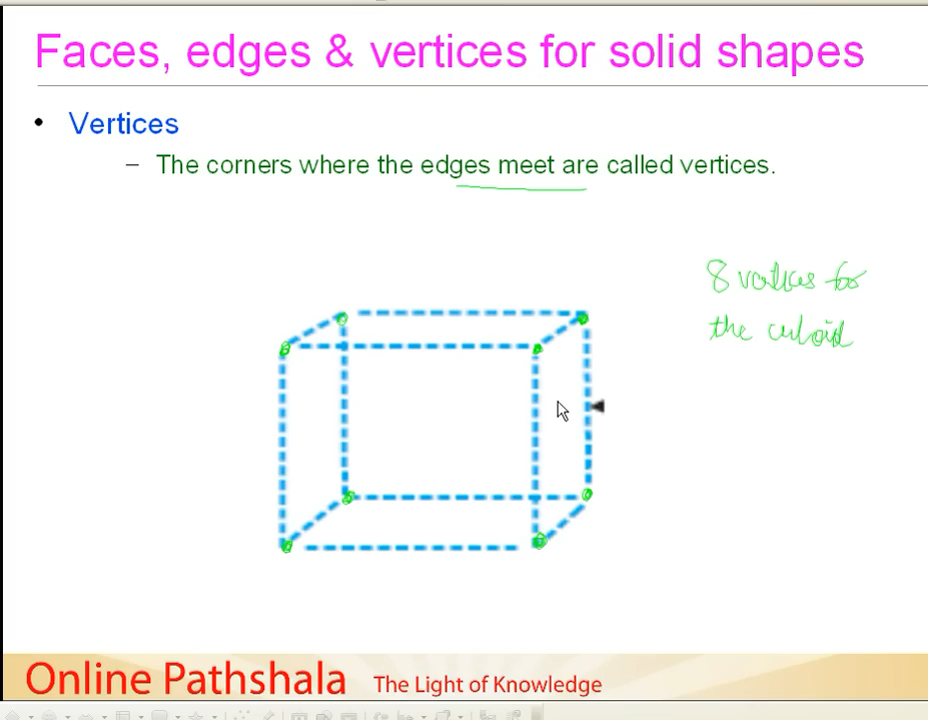 Faces, edges & vertices for solid shapes
• Vertices
– The corners where the edges meet are called vertices.
8 vertices for
the cuboid
Online Pathshala The Light of Knowledge